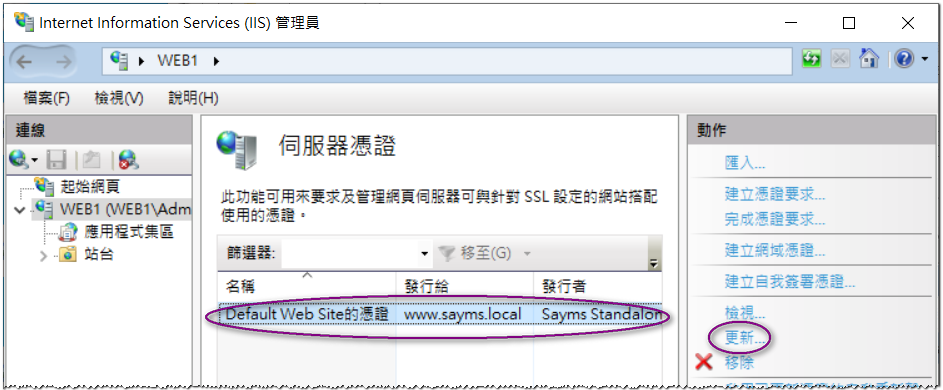 Internet Information Services (IIS) 管理員
WEB1
檔案(F) 檢視(V) 說明(H)
連線
起始網頁
WEB1 (WEB1\Adm
應用程式集區
站台
伺服器憑證
此功能可用來要求及管理網頁伺服器可與針對 SSL 設定的網站搭配
使用的憑證。
篩選器: 移至(G)
名稱 發行給 發行者
Default Web Site的憑證 www.sayms.local Sayms Standalon
動作
匯入...
建立憑證要求...
完成憑證要求...
建立網域憑證...
建立自我簽署憑證...
檢視...
更新...
移除